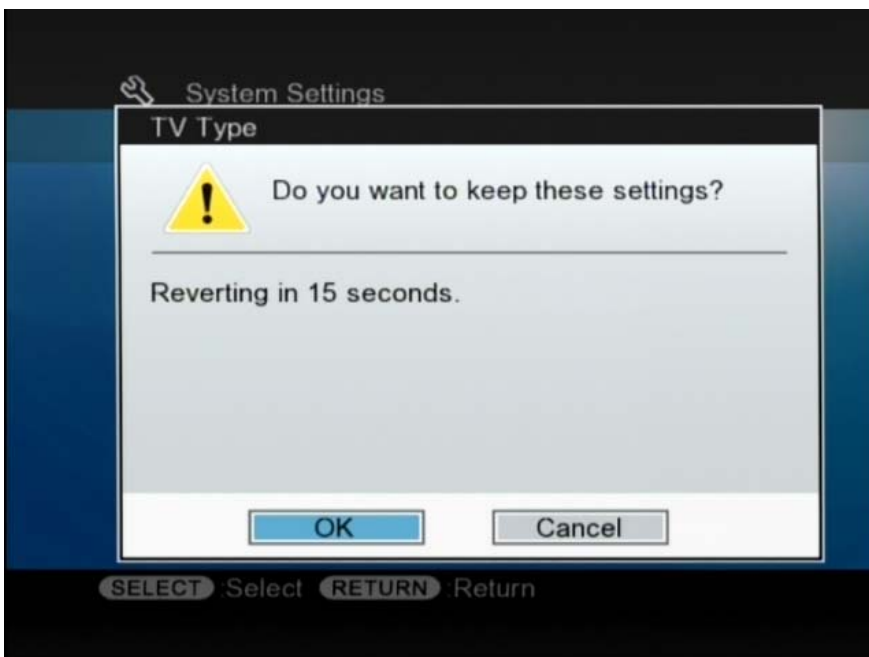 System Settings
TV Type
Do you want to keep these settings?
Reverting in 15 seconds.
OK Cancel
SELECT :Select RETURN :Return